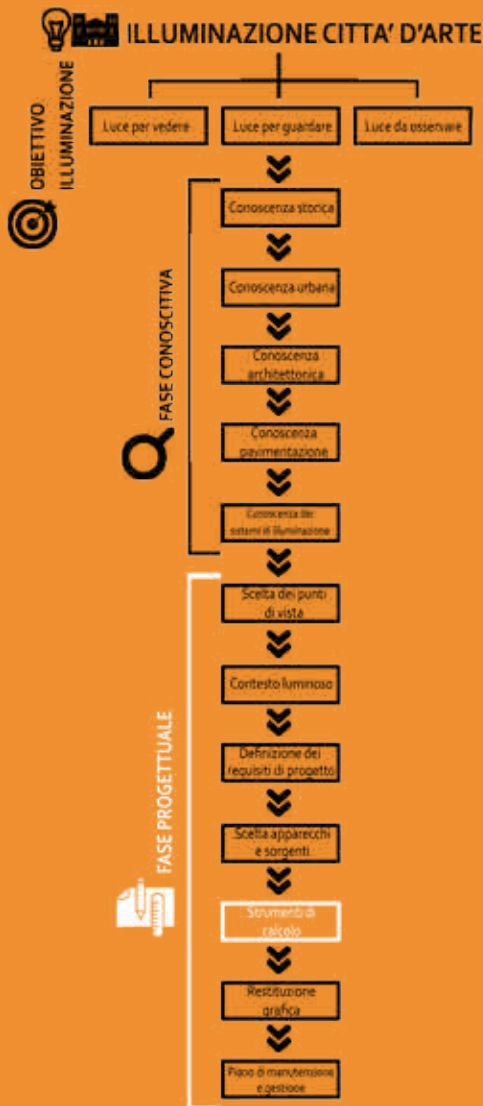 ILLUMINAZIONE CITTA' D'ARTE
OBIETTIVO
ILLUMINAZIONE
Luce per vedere
Luce per guardare
Luce da osservare
FASE CONOSCITIVA
Conoscenza storica
Conoscenza urbana
Conoscenza
architettonica
Conoscenza
pavimentazione
Conoscenza dei
sistemi di illuminazione
FASE PROGETTUALE
Scelta dei punti
di vista
Contesto luminoso
Definizione dei
requisiti di progetto
Scelta apparecchi
e sorgenti
Strumenti di
calcolo
Restituzione
grafica
Piano di manutenzione
e gestione